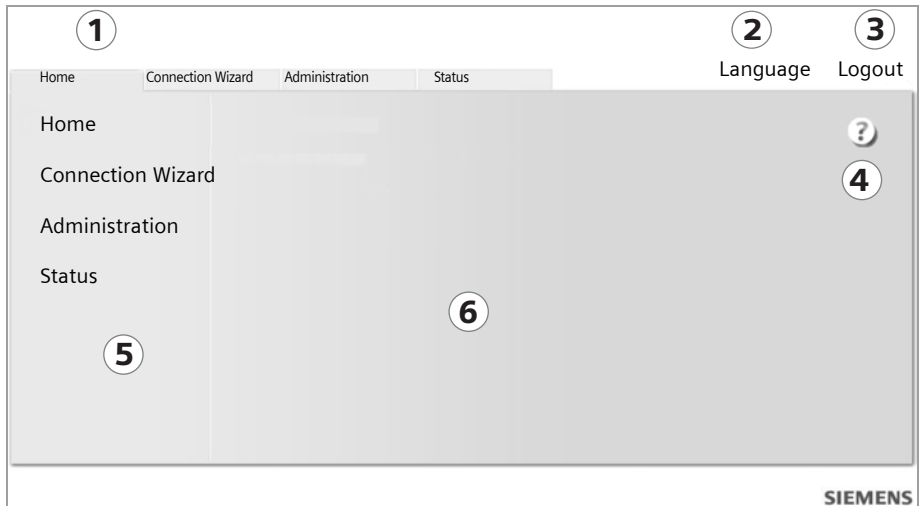 1 2 3
Language Logout
Home Connection Wizard Administration Status
Home
?
Connection Wizard
4
Administration
Status
6
5
SIEMENS